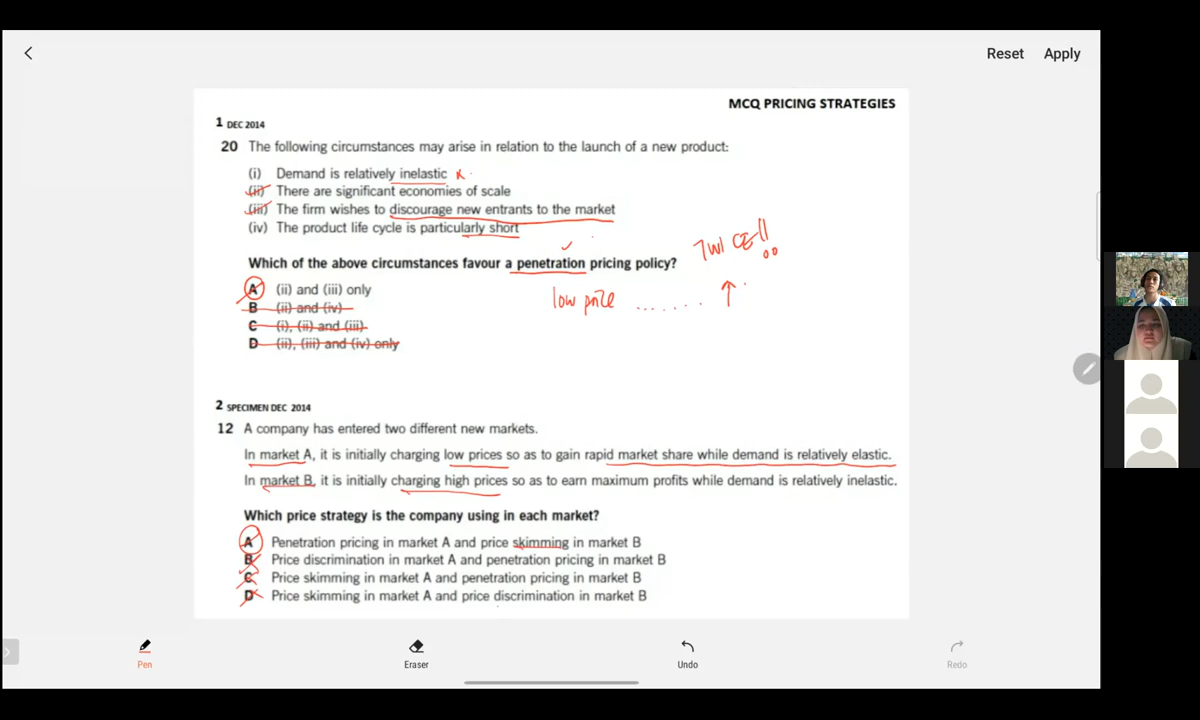 Reset Apply
MCQ PRICING STRATEGIES
1 DEC 2014
20 The following circumstances may arise in relation to the launch of a new product:
(i) Demand is relatively inelastic x
(ii) There are significant economies of scale
(iii) The firm wishes to discourage new entrants to the market
(iv) The product life cycle is particularly short
Which of the above circumstances favour a penetration pricing policy?
A (ii) and (iii) only
B (ii) and (iv)
low price ....... ↑
C (i), (ii) and (iii)
D (ii), (iii) and (iv) only
2 SPECIMEN DEC 2014
12 A company has entered two different new markets.
In market A, it is initially charging low prices so as to gain rapid market share while demand is relatively elastic.
In market B, it is initially charging high prices so as to earn maximum profits while demand is relatively inelastic.
Which price strategy is the company using in each market?
A Penetration pricing in market A and price skimming in market B
B Price discrimination in market A and penetration pricing in market B
C Price skimming in market A and penetration pricing in market B
D Price skimming in market A and price discrimination in market B
Pen Eraser Undo Redo